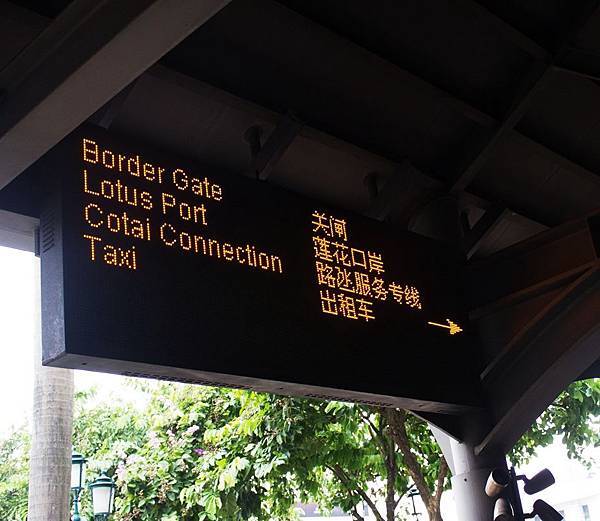 Border Gate
Lotus Port
Cotai Connection
Taxi
关闸
莲花口岸
路氹服务专线
出租车